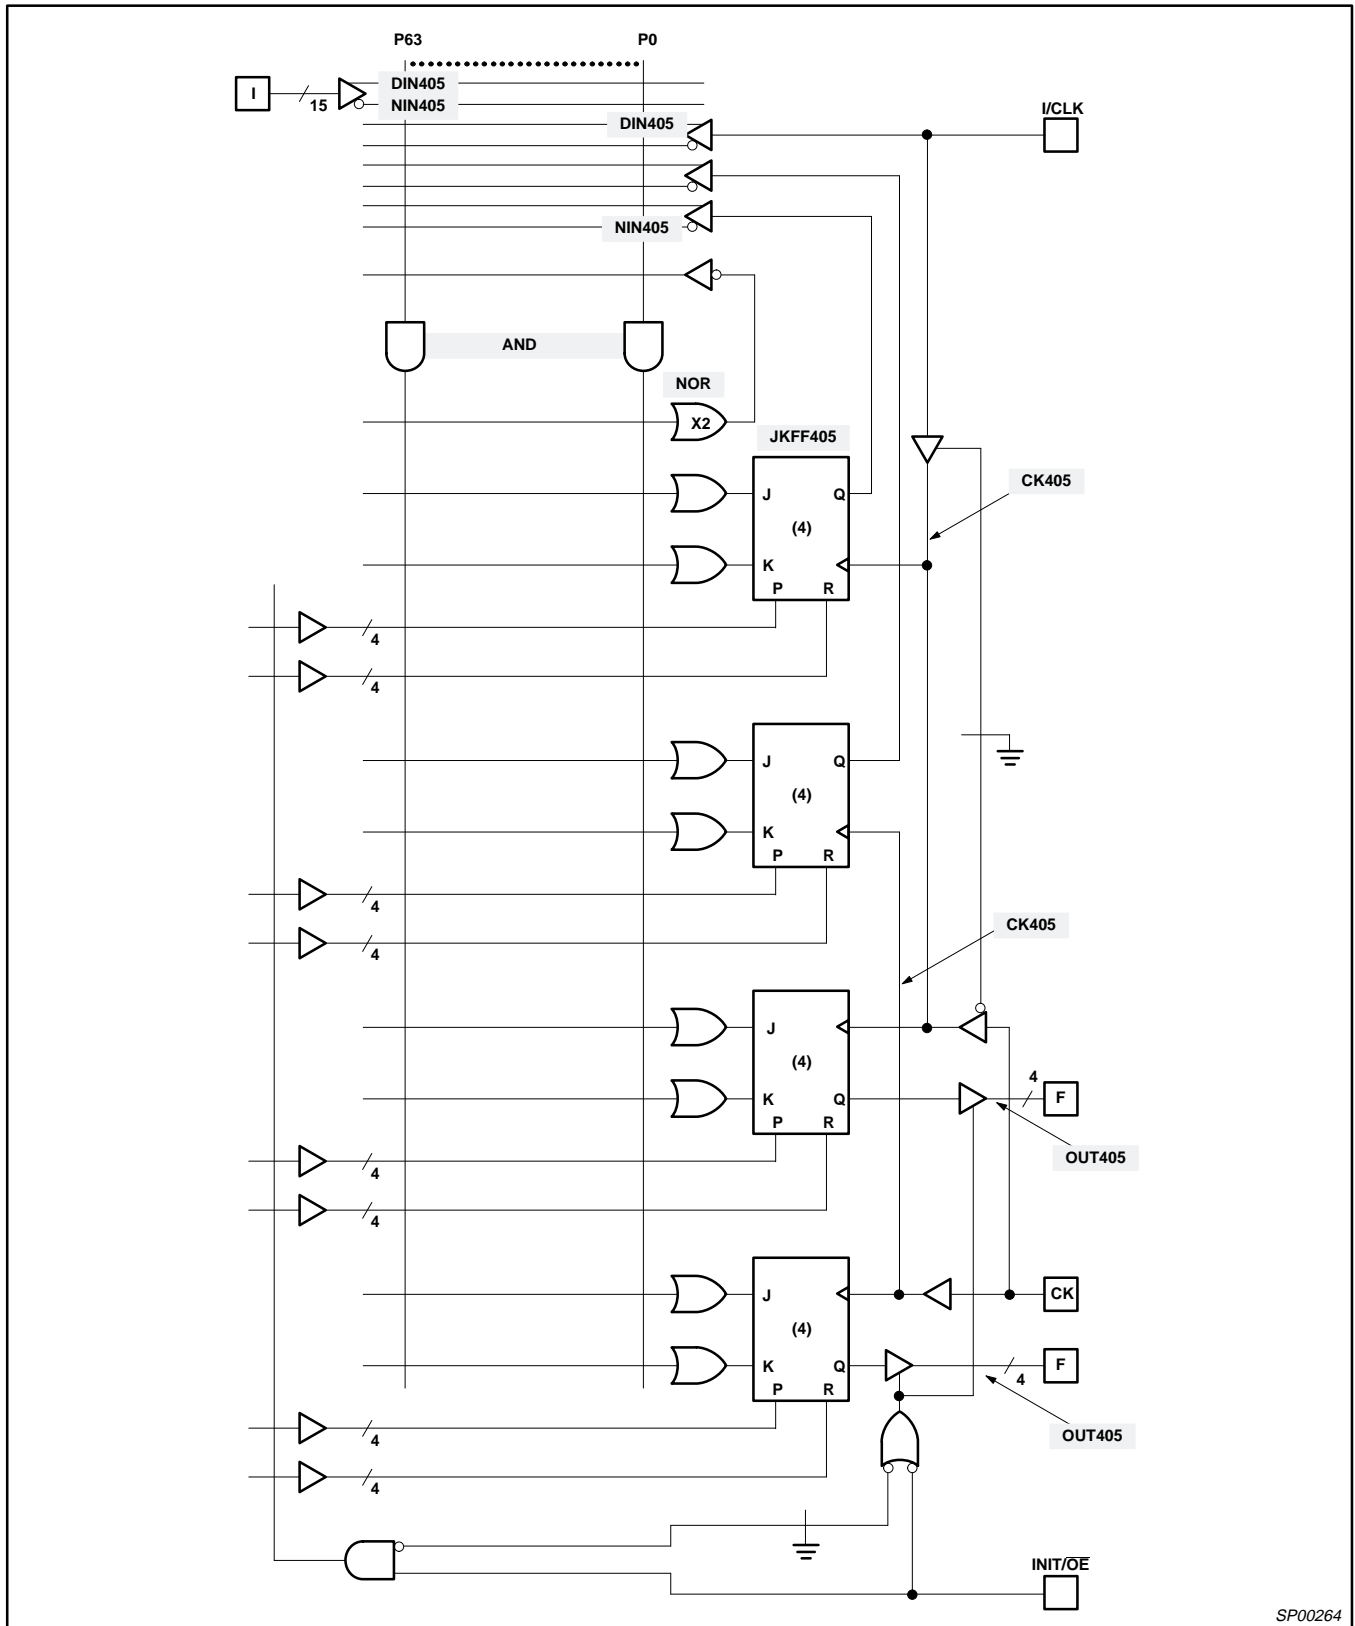 P63 P0
I 15 DIN405
NIN405
DIN405
I/CLK
NIN405
AND
NOR
X2
JKFF405
CK405
J Q
(4)
K
P R
4
4
J Q
(4)
K
P R
4
4
CK405
J
(4)
K Q
P R
4 F
OUT405
4
4
J
CK
(4)
K Q
4 F
P R
OUT405
4
4
INIT/OE
SP00264